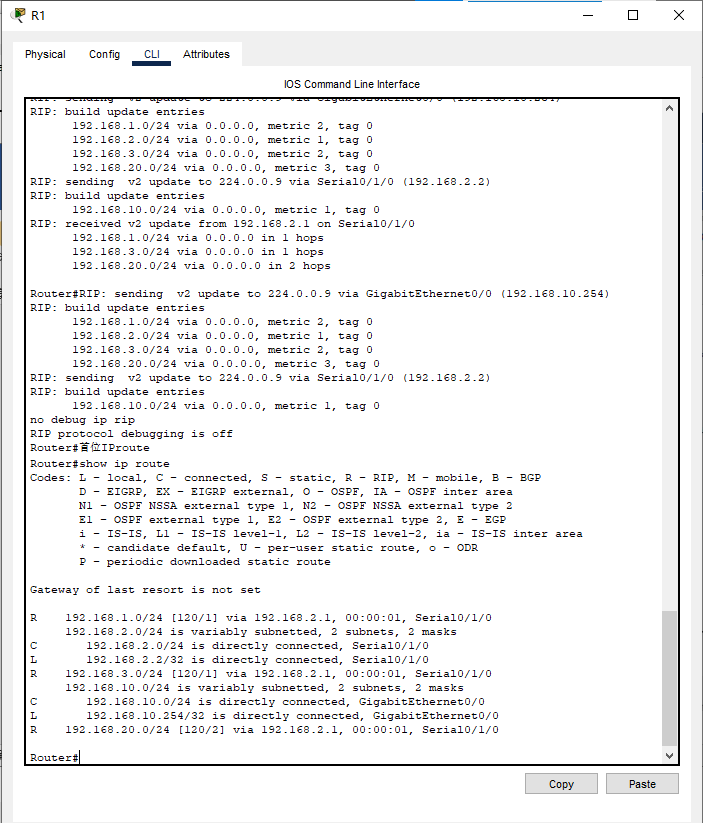 R1
Physical Config CLI Attributes
IOS Command Line Interface
RIP: sending  v2 update to 224.0.0.9 via GigabitEthernet0/0 (192.168.10.254)
RIP: build update entries
      192.168.1.0/24 via 0.0.0.0, metric 2, tag 0
      192.168.2.0/24 via 0.0.0.0, metric 1, tag 0
      192.168.3.0/24 via 0.0.0.0, metric 2, tag 0
      192.168.20.0/24 via 0.0.0.0, metric 3, tag 0
RIP: sending  v2 update to 224.0.0.9 via Serial0/1/0 (192.168.2.2)
RIP: build update entries
      192.168.10.0/24 via 0.0.0.0, metric 1, tag 0
RIP: received v2 update from 192.168.2.1 on Serial0/1/0
      192.168.1.0/24 via 0.0.0.0 in 1 hops
      192.168.3.0/24 via 0.0.0.0 in 1 hops
      192.168.20.0/24 via 0.0.0.0 in 2 hops
Router#RIP: sending  v2 update to 224.0.0.9 via GigabitEthernet0/0 (192.168.10.254)
RIP: build update entries
      192.168.1.0/24 via 0.0.0.0, metric 2, tag 0
      192.168.2.0/24 via 0.0.0.0, metric 1, tag 0
      192.168.3.0/24 via 0.0.0.0, metric 2, tag 0
      192.168.20.0/24 via 0.0.0.0, metric 3, tag 0
RIP: sending  v2 update to 224.0.0.9 via Serial0/1/0 (192.168.2.2)
RIP: build update entries
      192.168.10.0/24 via 0.0.0.0, metric 1, tag 0
no debug ip rip
RIP protocol debugging is off
Router#首位IProute
Router#show ip route
Codes: L - local, C - connected, S - static, R - RIP, M - mobile, B - BGP
       D - EIGRP, EX - EIGRP external, O - OSPF, IA - OSPF inter area
       N1 - OSPF NSSA external type 1, N2 - OSPF NSSA external type 2
       E1 - OSPF external type 1, E2 - OSPF external type 2, E - EGP
       i - IS-IS, L1 - IS-IS level-1, L2 - IS-IS level-2, ia - IS-IS inter area
       * - candidate default, U - per-user static route, o - ODR
       P - periodic downloaded static route
Gateway of last resort is not set
R    192.168.1.0/24 [120/1] via 192.168.2.1, 00:00:01, Serial0/1/0
     192.168.2.0/24 is variably subnetted, 2 subnets, 2 masks
C       192.168.2.0/24 is directly connected, Serial0/1/0
L       192.168.2.2/32 is directly connected, Serial0/1/0
R    192.168.3.0/24 [120/1] via 192.168.2.1, 00:00:01, Serial0/1/0
     192.168.10.0/24 is variably subnetted, 2 subnets, 2 masks
C       192.168.10.0/24 is directly connected, GigabitEthernet0/0
L       192.168.10.254/32 is directly connected, GigabitEthernet0/0
R    192.168.20.0/24 [120/2] via 192.168.2.1, 00:00:01, Serial0/1/0
Router#
Copy Paste